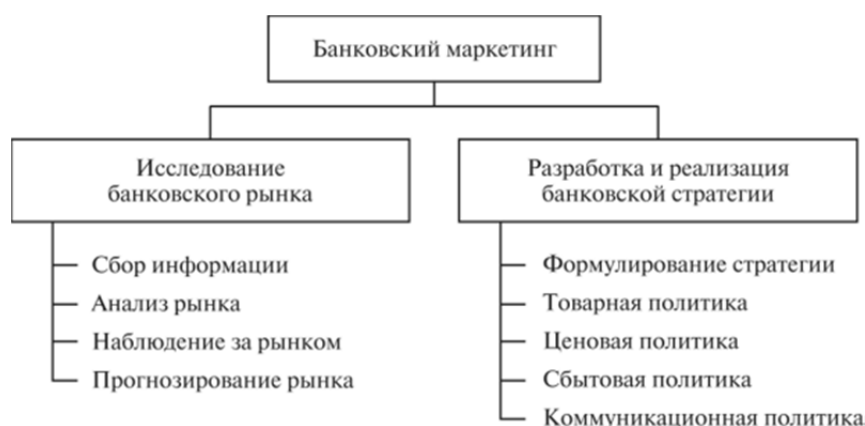 Банковский маркетинг
Исследование
банковского рынка
Сбор информации
Анализ рынка
Наблюдение за рынком
Прогнозирование рынка
Разработка и реализация
банковской стратегии
Формулирование стратегии
Товарная политика
Ценовая политика
Сбытовая политика
Коммуникационная политика